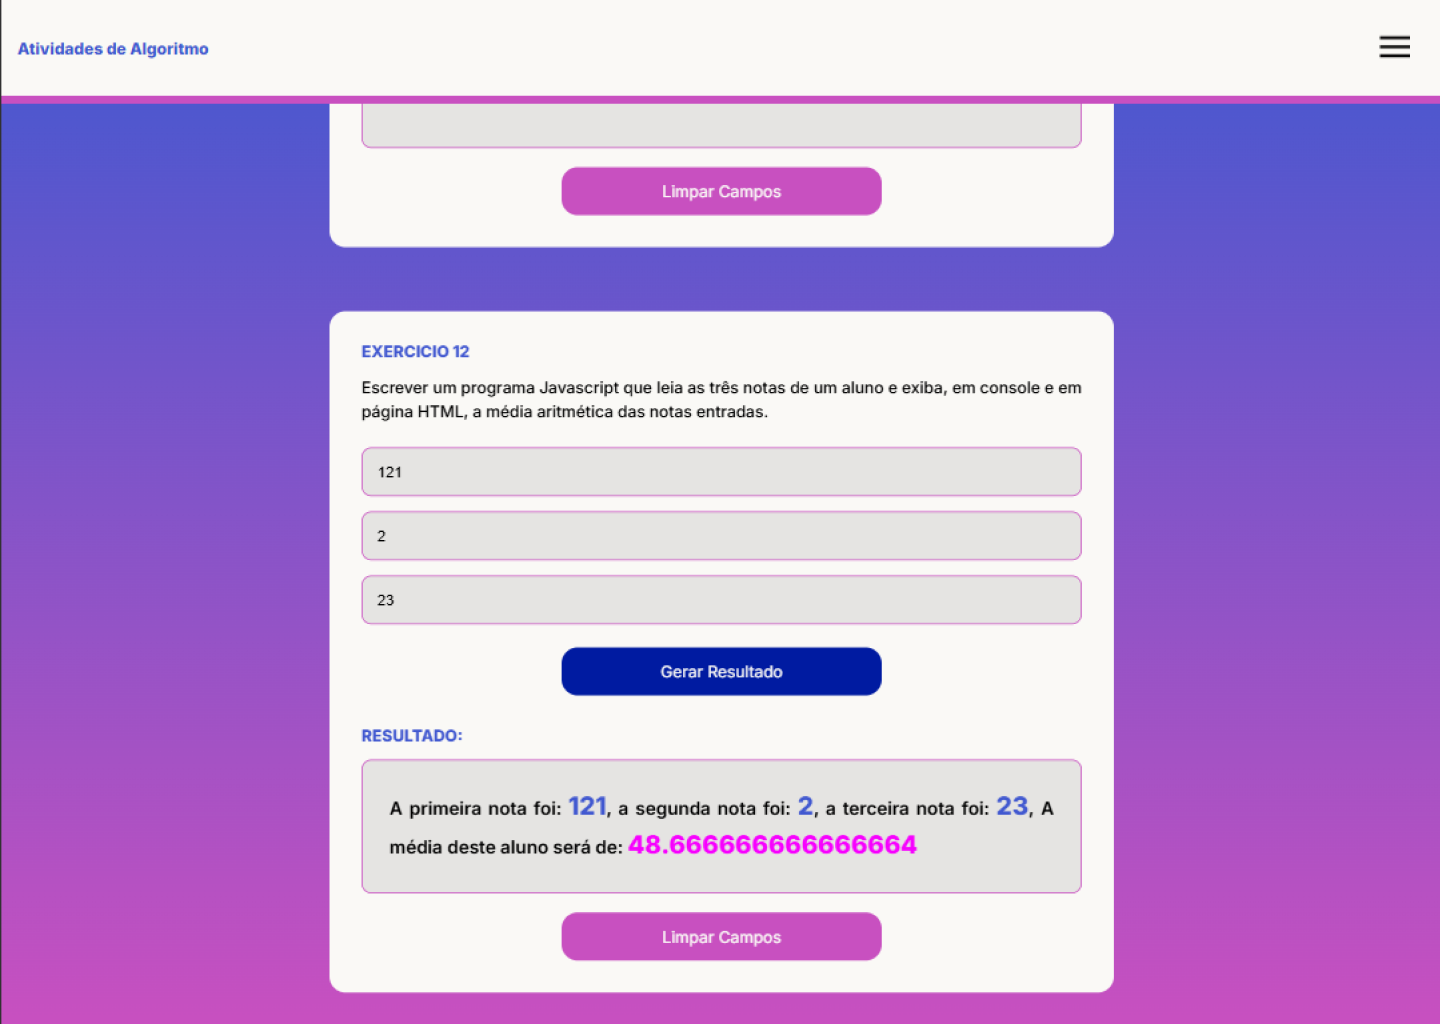 Atividades de Algoritmo
Limpar Campos
EXERCICIO 12
Escrever um programa Javascript que leia as três notas de um aluno e exiba, em console e em
página HTML, a média aritmética das notas entradas.
121
2
23
Gerar Resultado
RESULTADO:
A primeira nota foi: 121, a segunda nota foi: 2, a terceira nota foi: 23, A
média deste aluno será de: 48.666666666666664
Limpar Campos